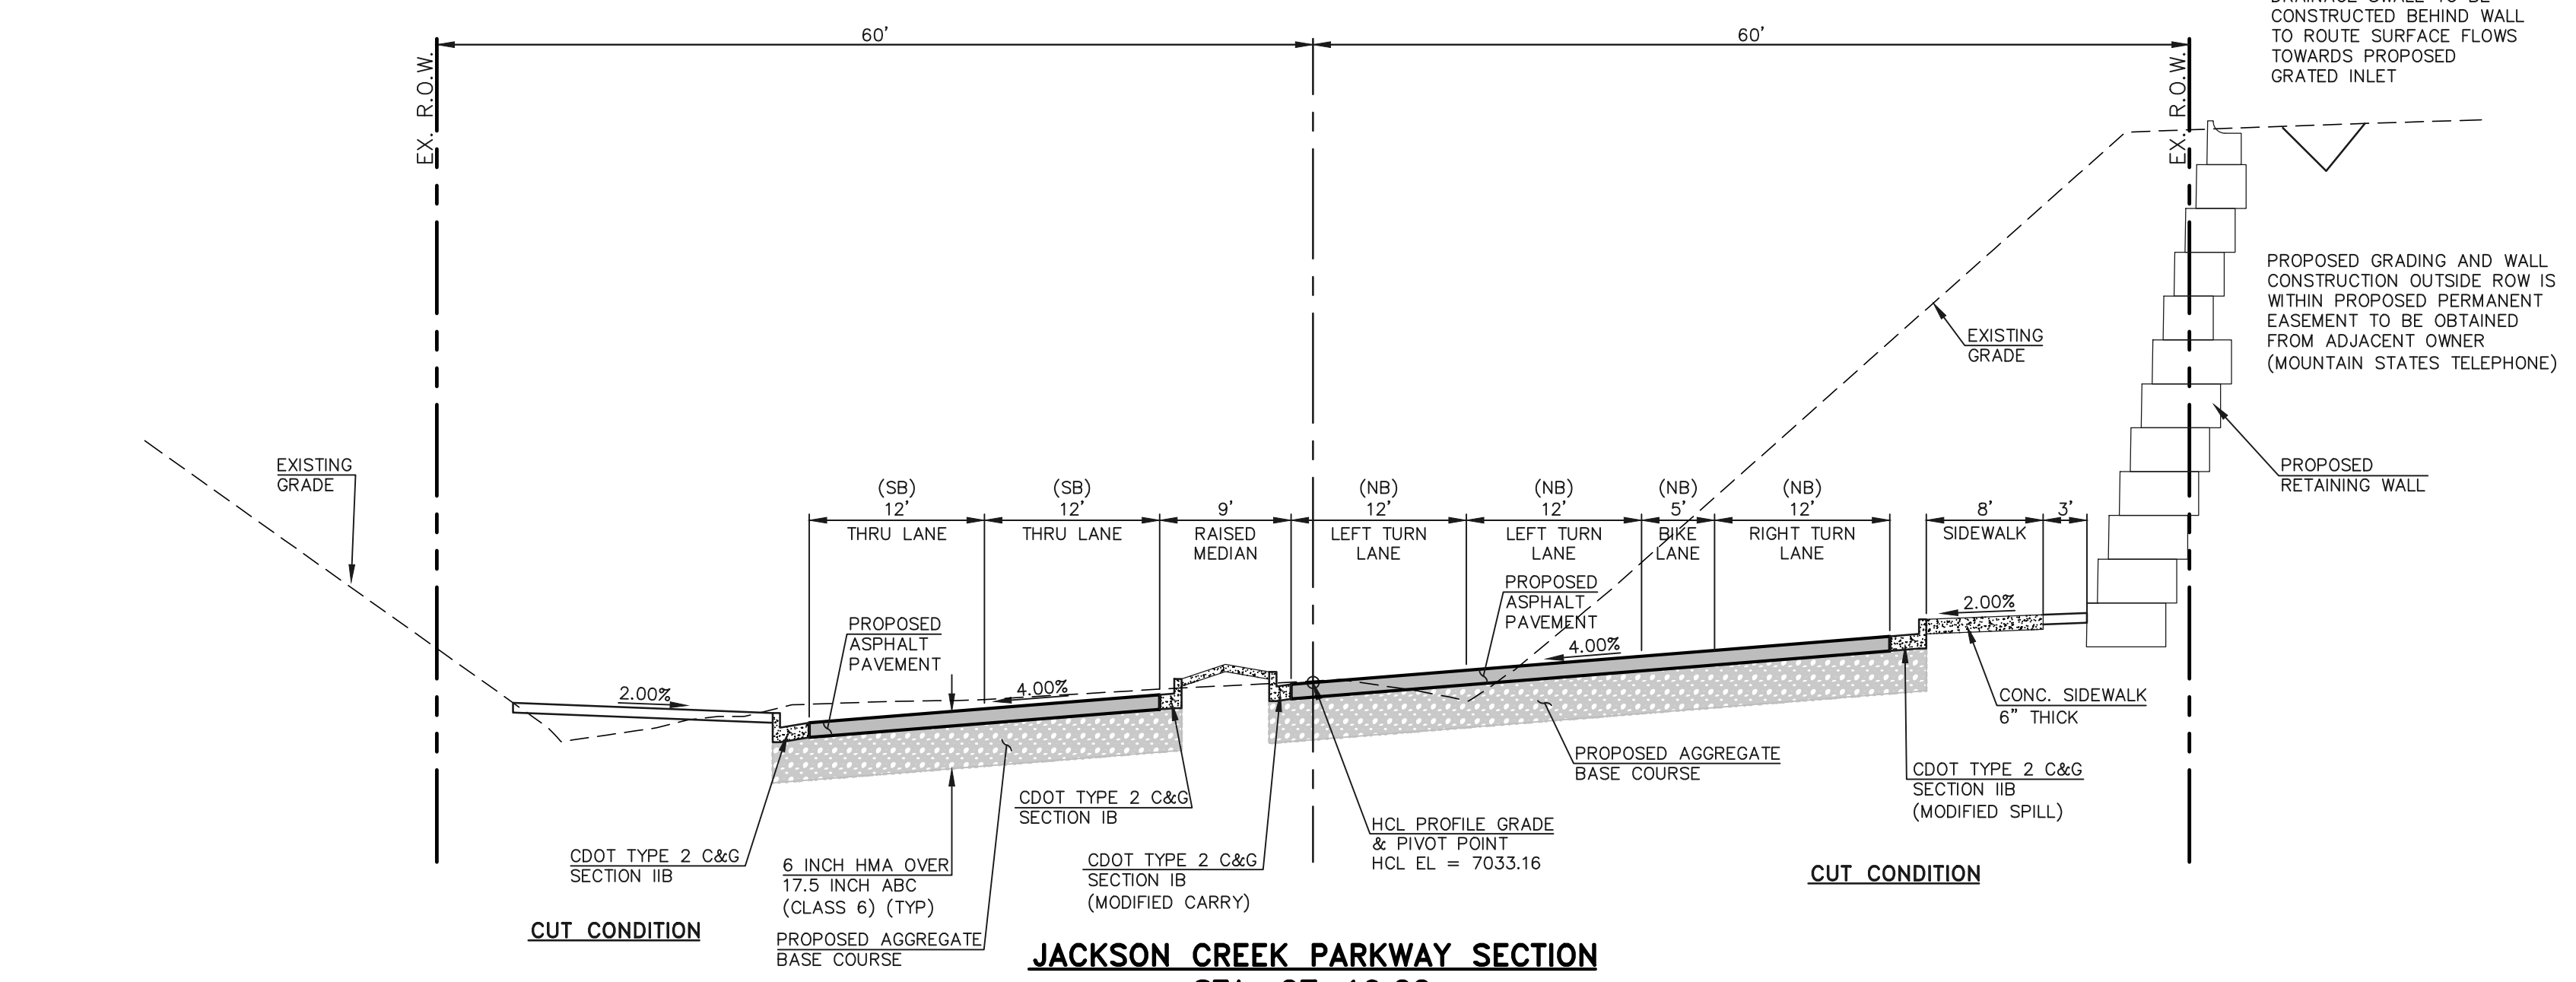 60'
60'
EX. R.O.W.
EX. R.O.W.
CONSTRUCTED BEHIND WALL
TO ROUTE SURFACE FLOWS
TOWARDS PROPOSED
GRATED INLET
PROPOSED GRADING AND WALL
CONSTRUCTION OUTSIDE ROW IS
WITHIN PROPOSED PERMANENT
EASEMENT TO BE OBTAINED
FROM ADJACENT OWNER
(MOUNTAIN STATES TELEPHONE)
EXISTING
GRADE
EXISTING
GRADE
PROPOSED
RETAINING WALL
(SB)
12'
THRU LANE
(SB)
12'
THRU LANE
9'
RAISED
MEDIAN
(NB)
12'
LEFT TURN
LANE
(NB)
12'
LEFT TURN
LANE
(NB)
5'
BIKE
LANE
(NB)
12'
RIGHT TURN
LANE
8'
SIDEWALK
3'
PROPOSED
ASPHALT
PAVEMENT
PROPOSED
ASPHALT
PAVEMENT
2.00%
4.00%
4.00%
2.00%
CONC. SIDEWALK
6" THICK
PROPOSED AGGREGATE
BASE COURSE
CDOT TYPE 2 C&G
SECTION IIB
(MODIFIED SPILL)
CDOT TYPE 2 C&G
SECTION IB
HCL PROFILE GRADE
& PIVOT POINT
HCL EL = 7033.16
CDOT TYPE 2 C&G
SECTION IIB
6 INCH HMA OVER
17.5 INCH ABC
(CLASS 6) (TYP)
CDOT TYPE 2 C&G
SECTION IB
(MODIFIED CARRY)
CUT CONDITION
CUT CONDITION
PROPOSED AGGREGATE
BASE COURSE
JACKSON CREEK PARKWAY SECTION